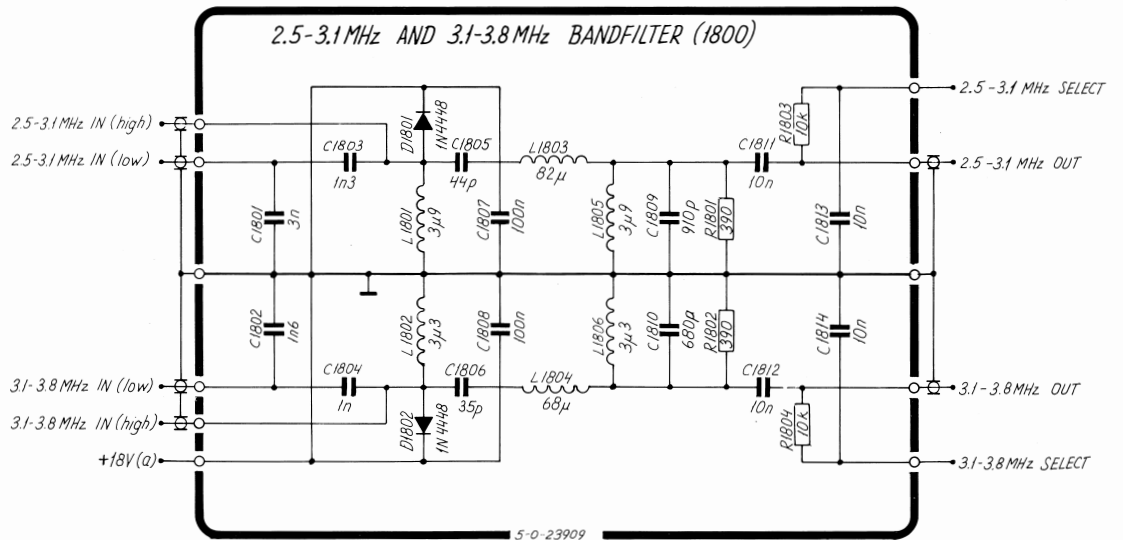 2.5-3.1 MHz AND 3.1-3.8 MHz BANDFILTER (1800)
2.5-3.1 MHz IN (high)
2.5-3.1 MHz IN (low)
3.1-3.8 MHz IN (low)
3.1-3.8 MHz IN (high)
+18V (a)
C1801
3n
C1802
1n6
C1803
1n3
C1804
1n
D1801
1N4448
L1801
3µ9
L1802
3µ3
D1802
1N4448
C1805
44p
C1806
35p
C1807
100n
C1808
100n
L1803
82µ
L1804
68µ
L1805
3µ9
L1806
3µ3
C1809
910p
C1810
680µ
R1801
390
R1802
390
C1811
10n
C1812
10n
R1803
10k
R1804
10k
C1813
10n
C1814
10n
2.5-3.1 MHz SELECT
2.5-3.1 MHz OUT
3.1-3.8 MHz OUT
3.1-3.8 MHz SELECT
5-0-23909